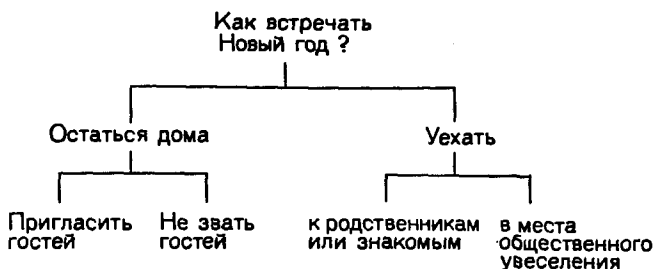 Как встречать
Новый год ?
Остаться дома
Уехать
Пригласить
гостей
Не звать
гостей
к родственникам
или знакомым
в места
общественного
увеселения